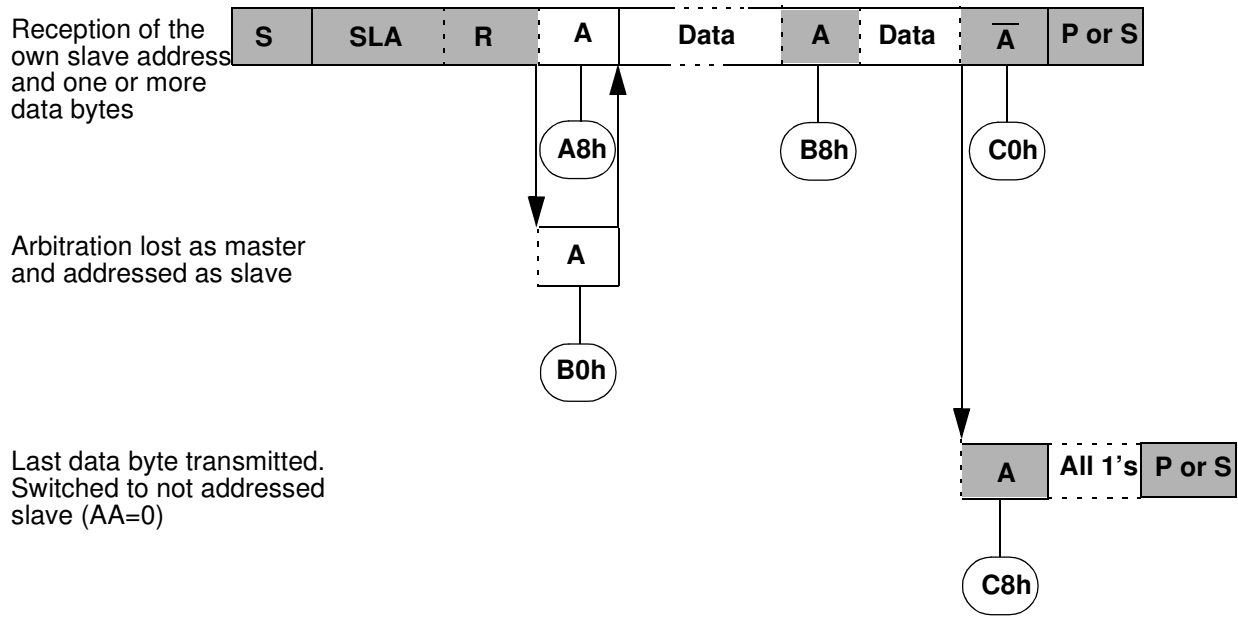 Reception of the
own slave address
and one or more
data bytes
S SLA R A Data A Data A P or S
A8h B8h C0h
Arbitration lost as master
and addressed as slave
A
B0h
Last data byte transmitted.
Switched to not addressed
slave (AA=0)
A All 1's P or S
C8h